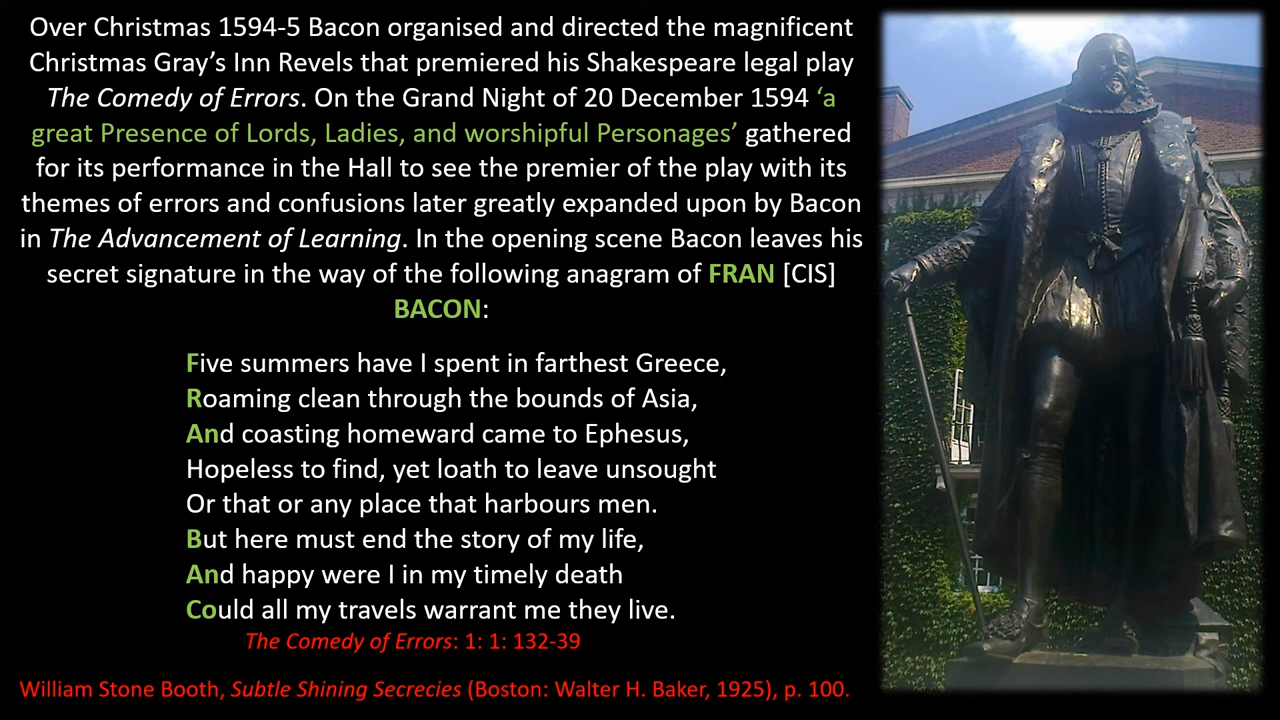 Over Christmas 1594-5 Bacon organised and directed the magnificent
Christmas Gray's Inn Revels that premiered his Shakespeare legal play
The Comedy of Errors. On the Grand Night of 20 December 1594 ‘a
great Presence of Lords, Ladies, and worshipful Personages’ gathered
for its performance in the Hall to see the premier of the play with its
themes of errors and confusions later greatly expanded upon by Bacon
in The Advancement of Learning. In the opening scene Bacon leaves his
secret signature in the way of the following anagram of FRAN [CIS]
BACON:
Five summers have I spent in farthest Greece,
Roaming clean through the bounds of Asia,
And coasting homeward came to Ephesus,
Hopeless to find, yet loath to leave unsought
Or that or any place that harbours men.
But here must end the story of my life,
And happy were I in my timely death
Could all my travels warrant me they live.
The Comedy of Errors: 1: 1: 132-39
William Stone Booth, Subtle Shining Secrecies (Boston: Walter H. Baker, 1925), p. 100.